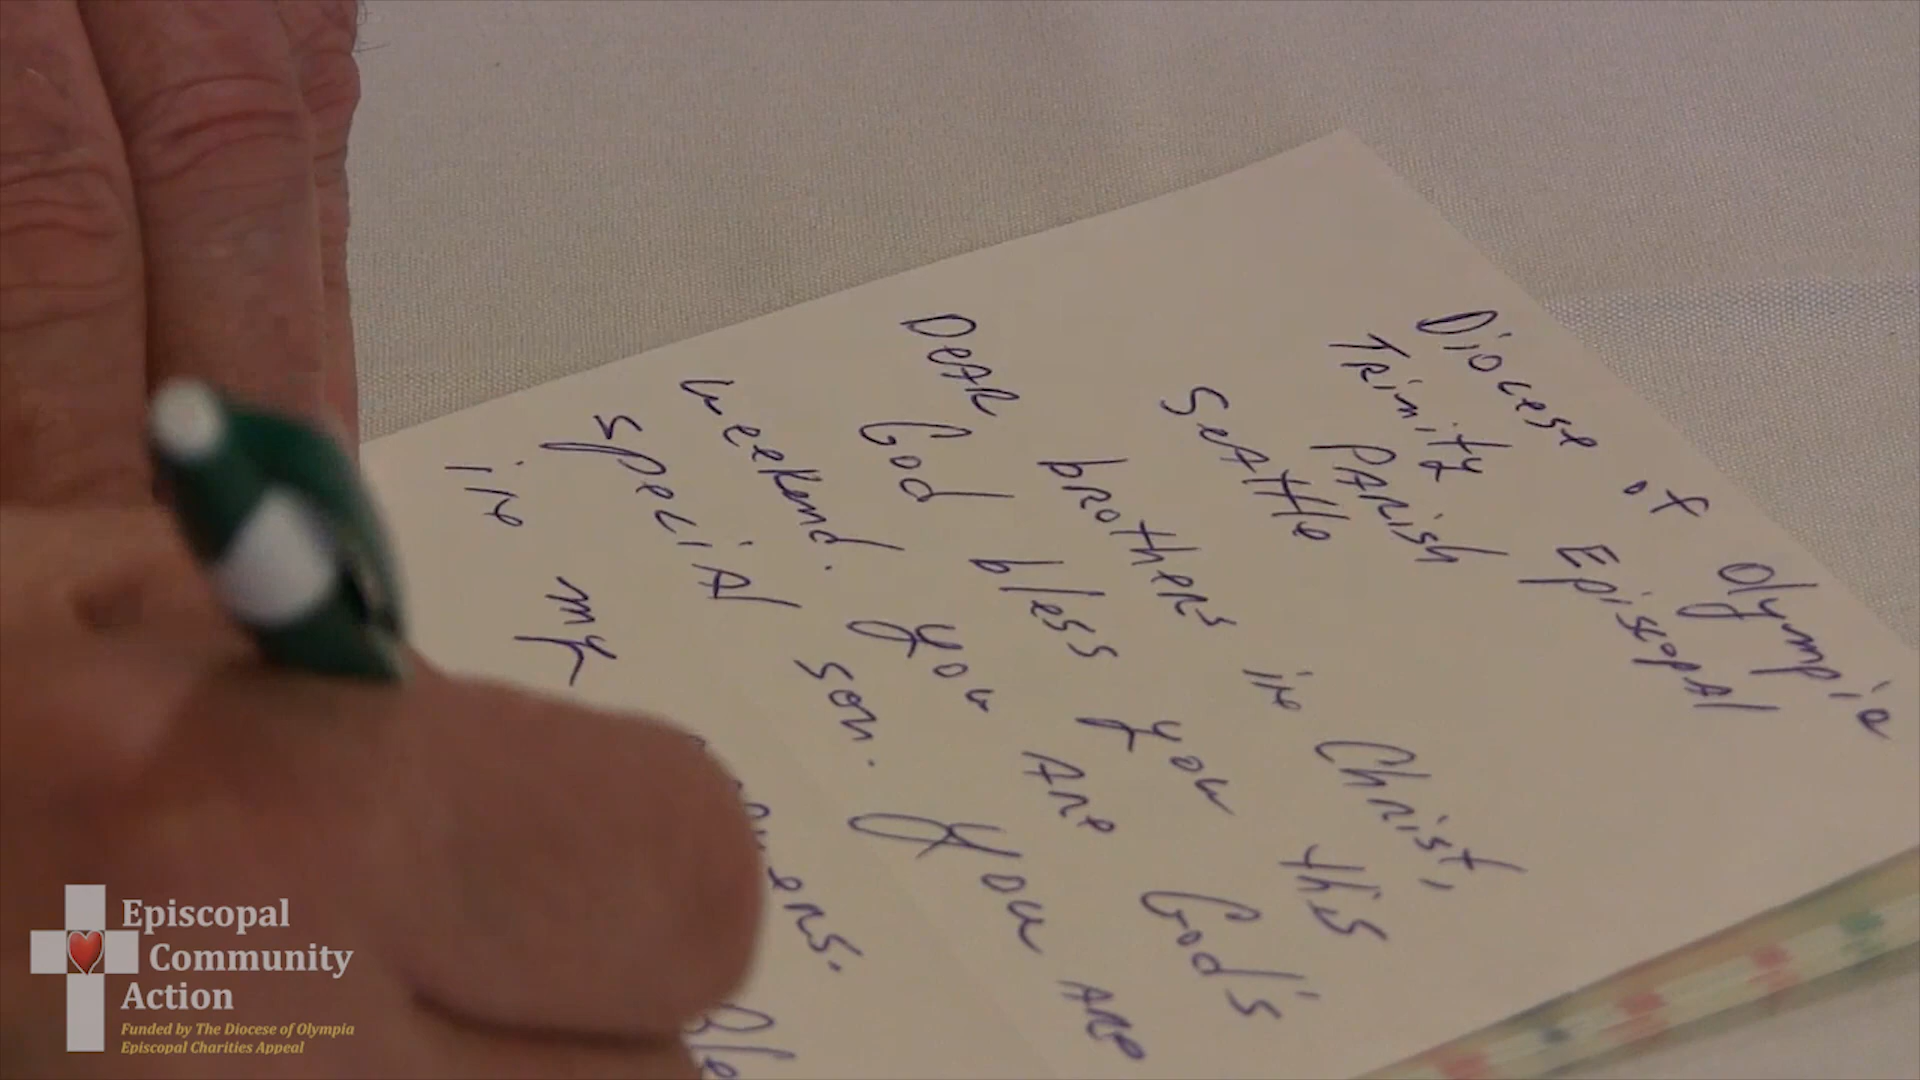 Diocese of Olympia
Trinity PARish Episcopal
SeAttle
DeAR brotheRs in Christ,
God bless you this
weekend. You ARe God's
speciAl son. You ARe
in my
Episcopal
Community
Action
Funded by The Diocese of Olympia
Episcopal Charities Appeal